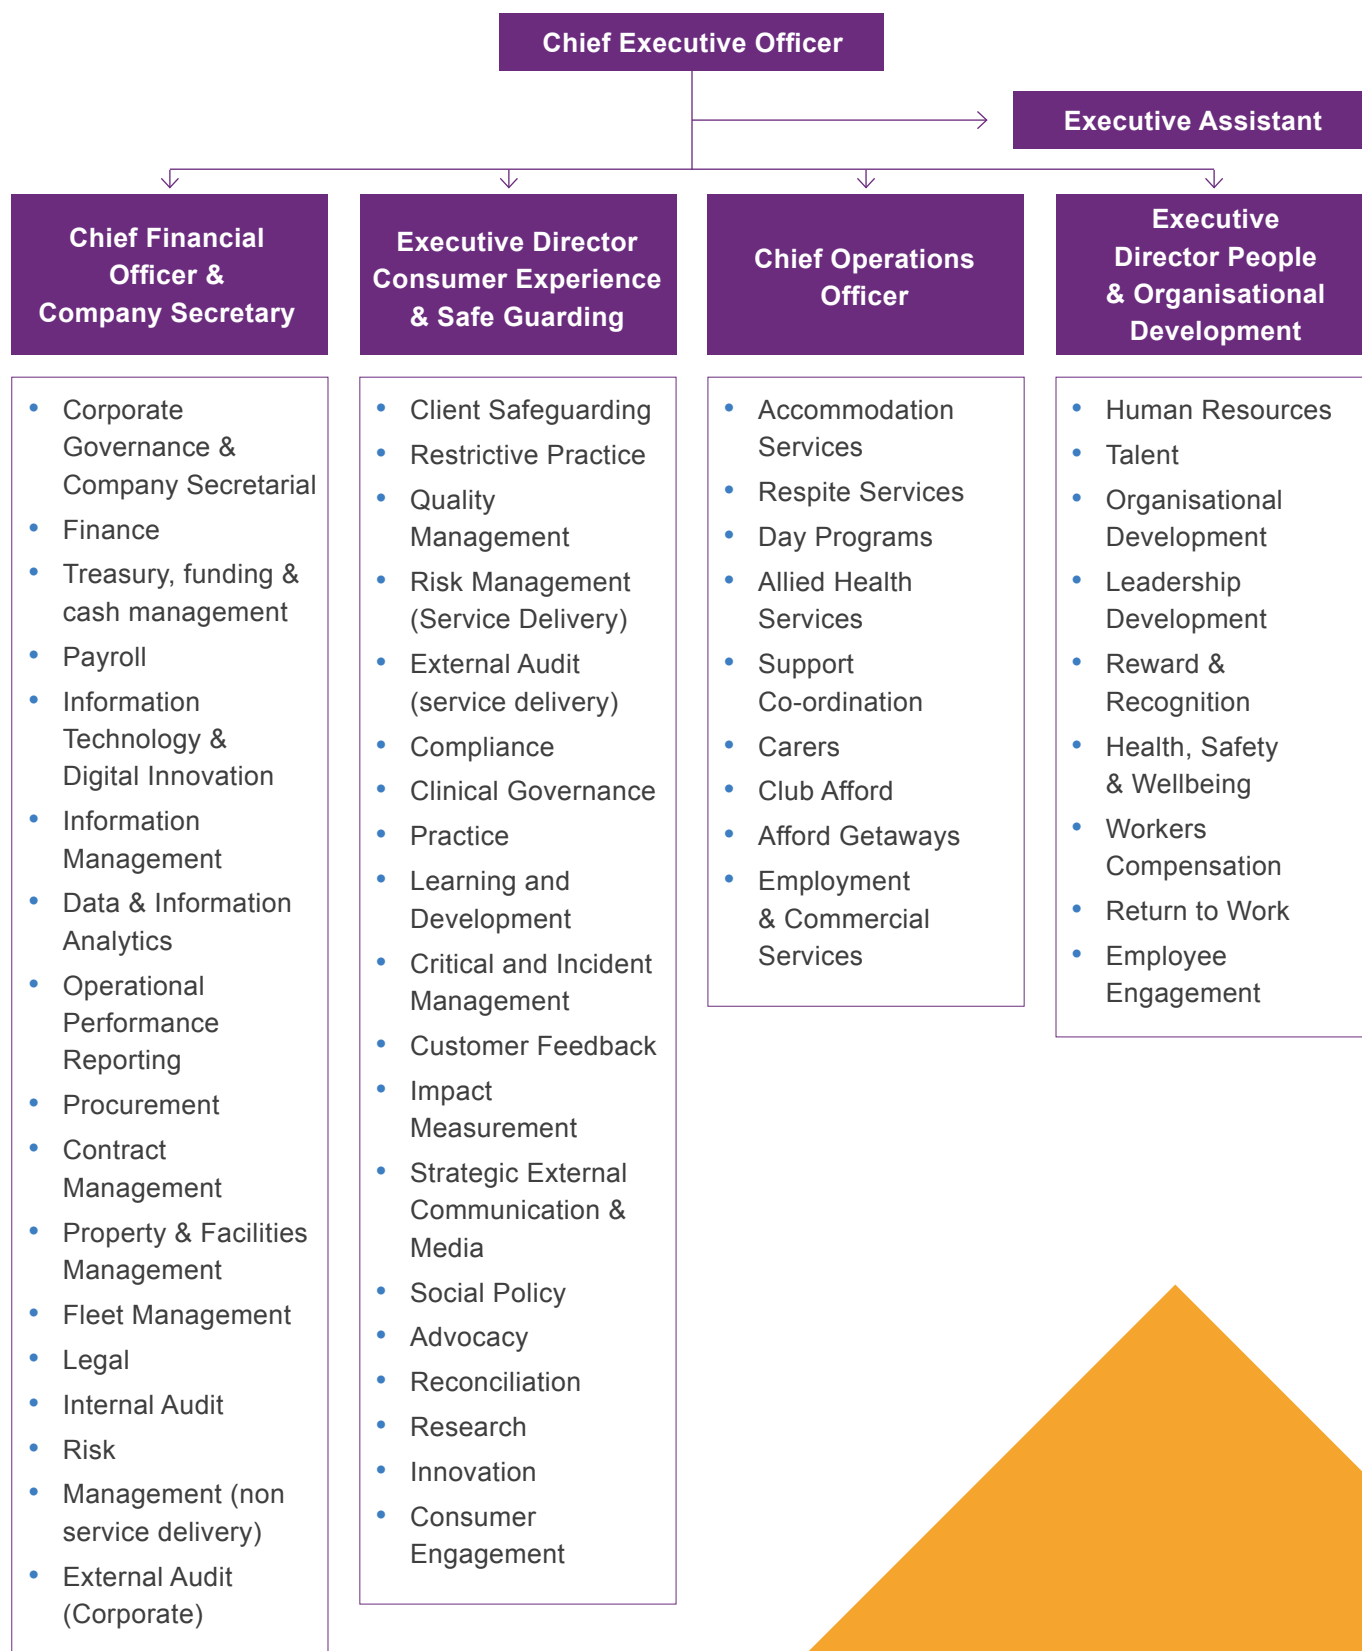 Chief Executive Officer
Executive Assistant
Chief Financial
Officer &
Company Secretary
Executive Director
Consumer Experience
& Safe Guarding
Chief Operations
Officer
Executive
Director People
& Organisational
Development
• Corporate
Governance &
Company Secretarial
• Finance
• Treasury, funding &
cash management
• Payroll
• Information
Technology &
Digital Innovation
• Information
Management
• Data & Information
Analytics
• Operational
Performance
Reporting
• Procurement
• Contract
Management
• Property & Facilities
Management
• Fleet Management
• Legal
• Internal Audit
• Risk
• Management (non
service delivery)
• External Audit
(Corporate)
• Client Safeguarding
• Restrictive Practice
• Quality
Management
• Risk Management
(Service Delivery)
• External Audit
(service delivery)
• Compliance
• Clinical Governance
• Practice
• Learning and
Development
• Critical and Incident
Management
• Customer Feedback
• Impact
Measurement
• Strategic External
Communication &
Media
• Social Policy
• Advocacy
• Reconciliation
• Research
• Innovation
• Consumer
Engagement
• Accommodation
Services
• Respite Services
• Day Programs
• Allied Health
Services
• Support
Co-ordination
• Carers
• Club Afford
• Afford Getaways
• Employment
& Commercial
Services
• Human Resources
• Talent
• Organisational
Development
• Leadership
Development
• Reward &
Recognition
• Health, Safety
& Wellbeing
• Workers
Compensation
• Return to Work
• Employee
Engagement